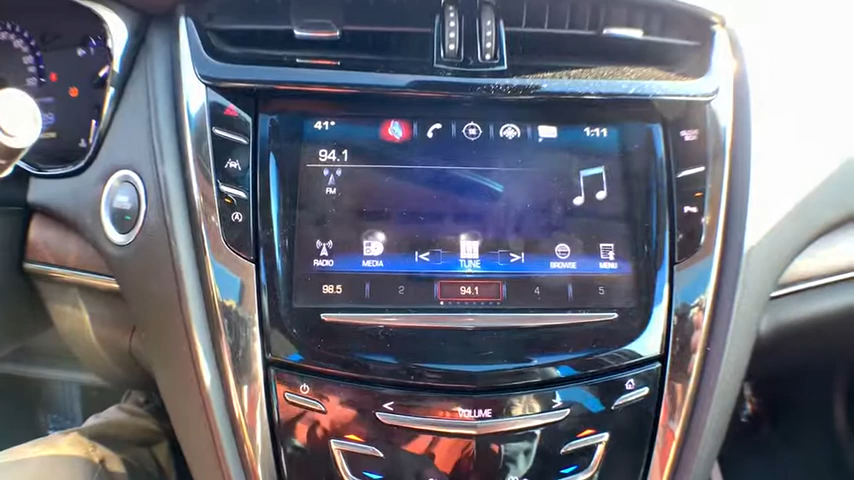 41° 1:11
94.1
FM
RADIO MEDIA TUNE BROWSE MENU
98.5 2 94.1 4 5
VOLUME